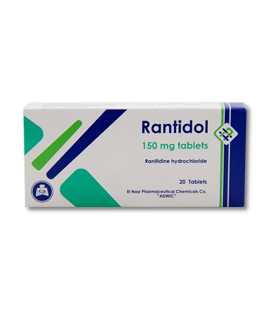 Rantidol
150 mg tablets
Ranitidine hydrochloride
20 Tablets
El Nasr Pharmaceutical Chemicals Co.
"ADWIC"